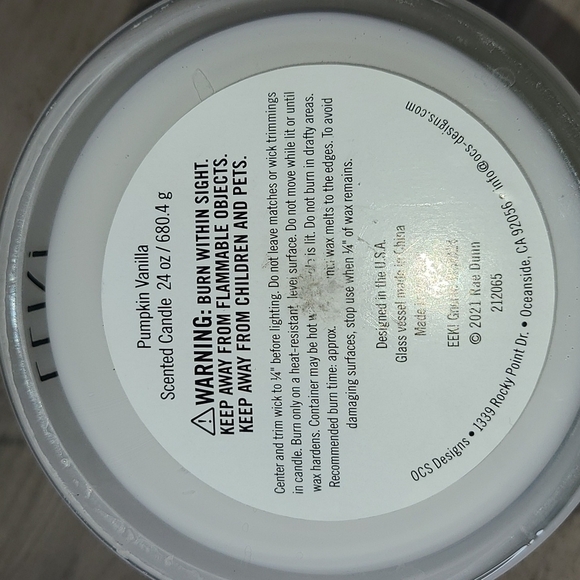 Pumpkin Vanilla
Scented Candle 24 oz / 680.4 g
WARNING: BURN WITHIN SIGHT.
KEEP AWAY FROM FLAMMABLE OBJECTS.
KEEP AWAY FROM CHILDREN AND PETS.
Center and trim wick to ¼" before lighting. Do not leave matches or wick trimmings
in candle. Burn only on a heat-resistant, level surface. Do not move while lit or until
wax hardens. Container may be hot is lit. Do not burn in drafty areas.
Recommended burn time: approx. wax melts to the edges. To avoid
damaging surfaces, stop use when ¼" of wax remains.
Designed in the U.S.A.
Glass vessel made in China
Made
EEK!
© 2021 Rae Dunn
212065
OCS Designs • 1339 Rocky Point Dr. • Oceanside, CA 92056 • info@ocs-designs.com
EEK!